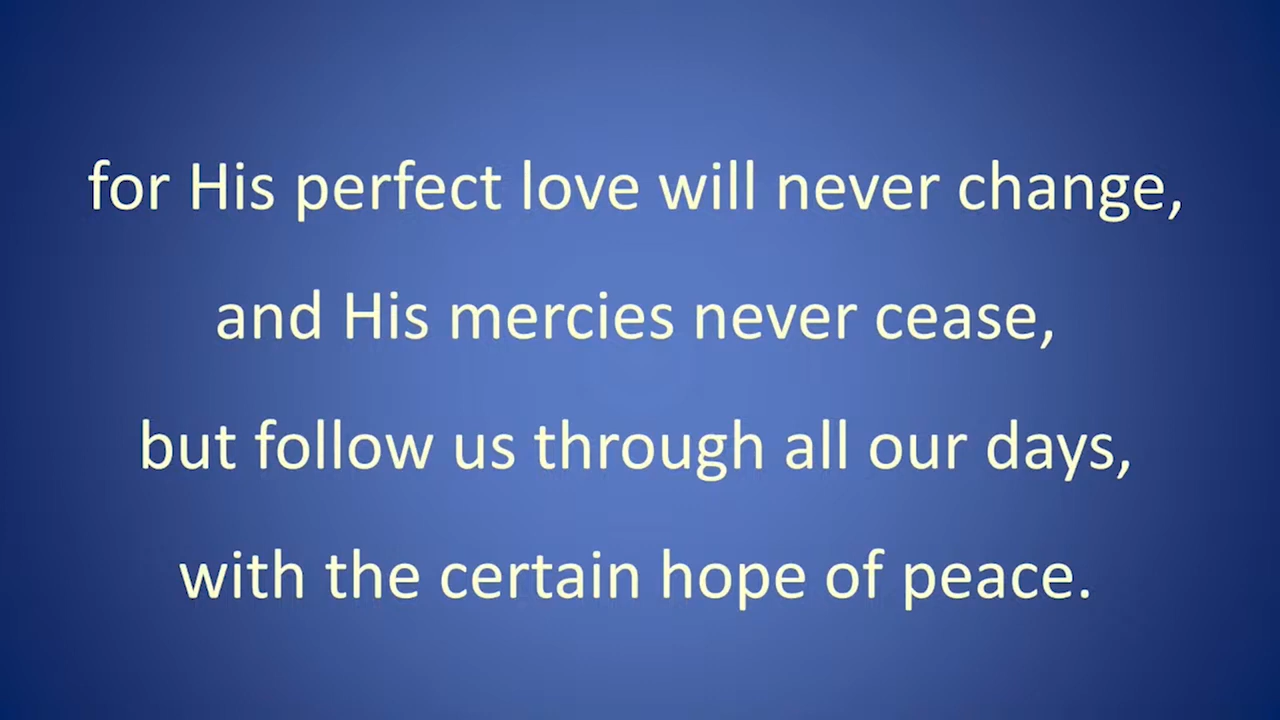 for His perfect love will never change,
and His mercies never cease,
but follow us through all our days,
with the certain hope of peace.